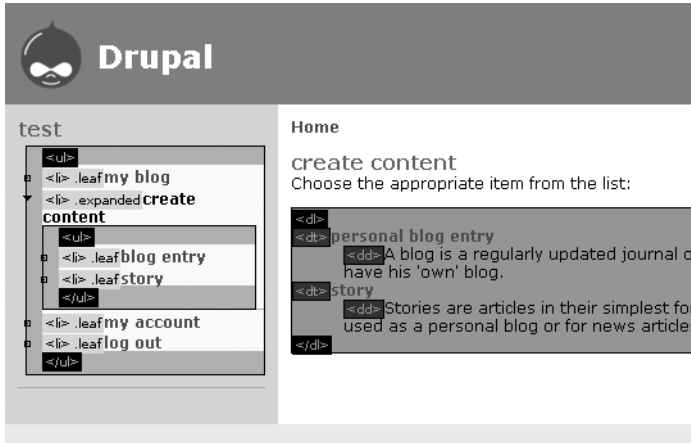 Drupal
test
<ul>
<li> .leaf my blog
<li> .expanded create
content
<ul>
<li> .leaf blog entry
<li> .leaf story
</ul>
<li> .leaf my account
<li> .leaf log out
</ul>
Home
create content
Choose the appropriate item from the list:
<dl>
<dt> personal blog entry
<dd> A blog is a regularly updated journal o
have his 'own' blog.
<dt> story
<dd> Stories are articles in their simplest fo
used as a personal blog or for news article
</dl>